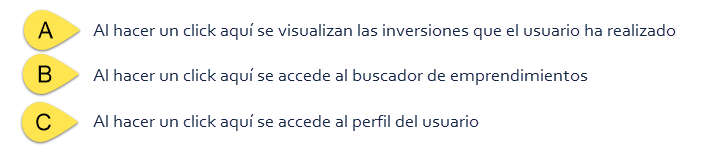 A Al hacer un click aquí se visualizan las inversiones que el usuario ha realizado
B Al hacer un click aquí se accede al buscador de emprendimientos
C Al hacer un click aquí se accede al perfil del usuario